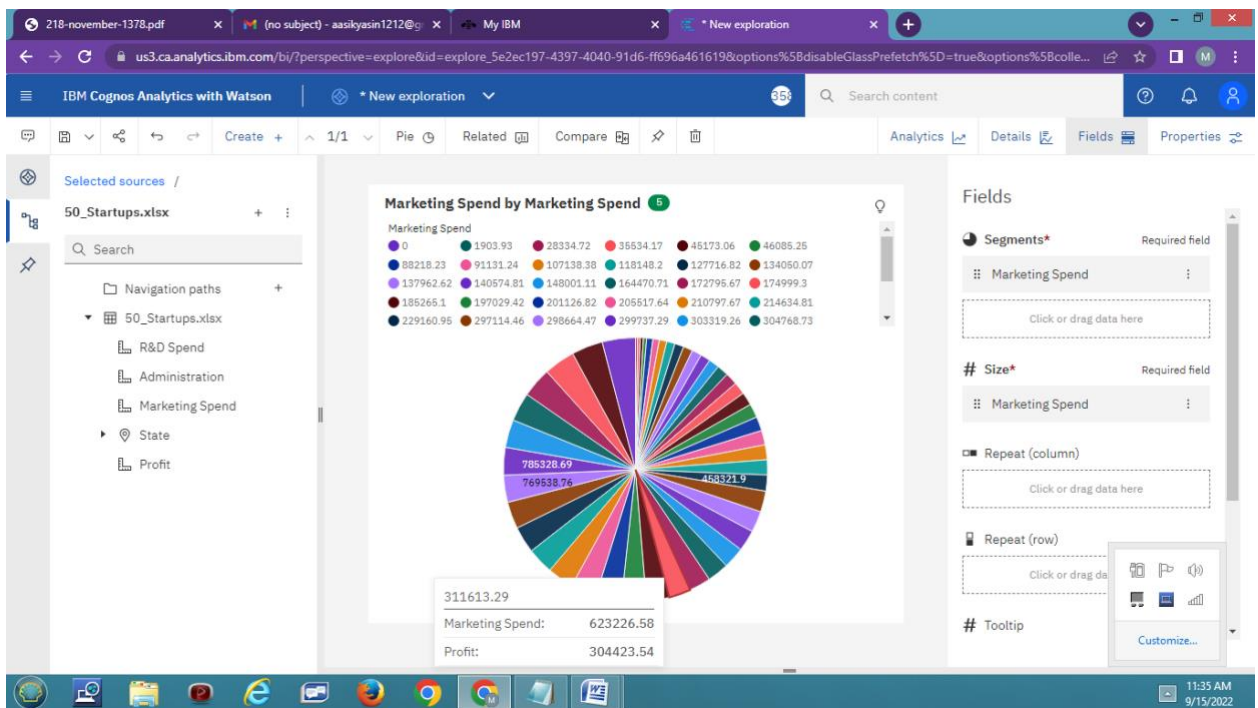 218-november-1378.pdf
(no subject) - aasikyasin1212@g
My IBM
* New exploration
us3.ca.analytics.ibm.com/bi/?perspective=explore&id=explore_5e2ec197-4397-4040-91d6-ff696a461619&options%5BdisableGlassPrefetch%5D=true&options%5Bcolle...
M
IBM Cognos Analytics with Watson
* New exploration
358
Search content
Create +
1/1
Pie
Related
Compare
Analytics
Details
Fields
Properties
Selected sources /
50_Startups.xlsx
Search
Navigation paths
50_Startups.xlsx
R&D Spend
Administration
Marketing Spend
State
Profit
Marketing Spend by Marketing Spend 5
Marketing Spend
0 1903.93 28334.72 35534.17 45173.06 46085.25
88218.23 91131.24 107138.38 118148.2 127716.82 134050.07
137962.62 140574.81 148001.11 164470.71 172795.67 174999.3
185265.1 197029.42 201126.82 205517.64 210797.67 214634.81
229160.95 297114.46 298664.47 299737.29 303319.26 304768.73
785328.69
769538.76
458321.9
311613.29
Marketing Spend: 623226.58
Profit: 304423.54
Fields
Segments* Required field
Marketing Spend
Click or drag data here
# Size* Required field
Marketing Spend
Repeat (column)
Click or drag data here
Repeat (row)
Click or drag da
# Tooltip
Customize...
11:35 AM
9/15/2022